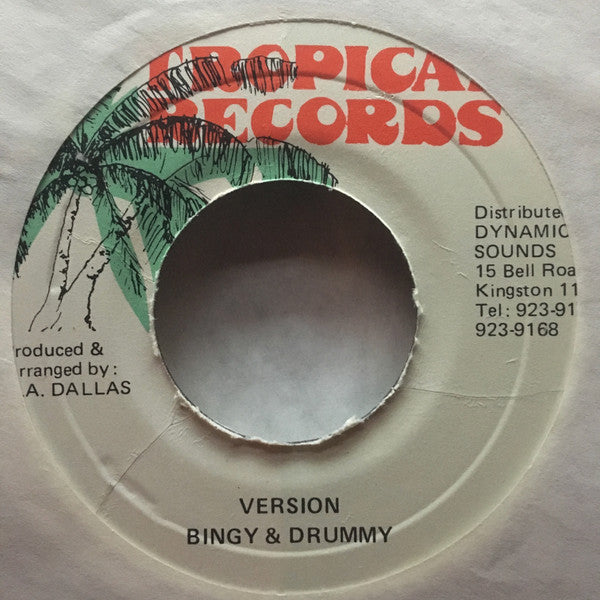 TROPICAL
RECORDS
Distribute
DYNAMIC
SOUNDS
15 Bell Roa
Kingston 11
Tel: 923-91
923-9168
roduced &
rranged by:
.A. DALLAS
VERSION
BINGY & DRUMMY